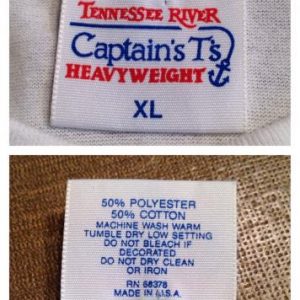 TENNESSEE RIVER
Captain's T's
HEAVYWEIGHT
XL
50% POLYESTER
50% COTTON
MACHINE WASH WARM
TUMBLE DRY LOW SETTING
DO NOT BLEACH IF
DECORATED
DO NOT DRY CLEAN
OR IRON
RN
MADE IN U.S.A.